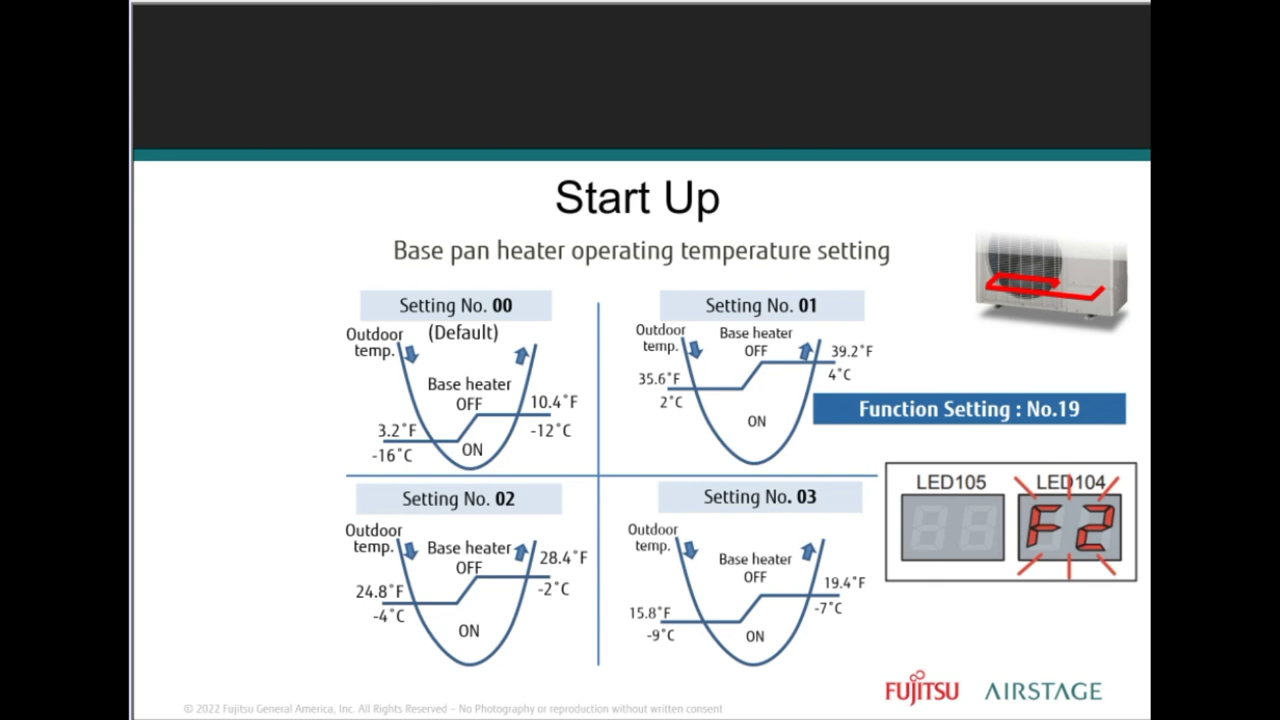 Start Up
Base pan heater operating temperature setting
Setting No. 00
(Default)
Outdoor
temp.
Base heater
OFF
10.4˚F
-12˚C
3.2˚F
-16˚C
ON
Setting No. 01
Outdoor
temp.
Base heater
OFF
39.2˚F
4˚C
35.6˚F
2˚C
ON
Function Setting : No.19
LED105
LED104
88
F2
Setting No. 02
Outdoor
temp.
Base heater
OFF
28.4˚F
-2˚C
24.8˚F
-4˚C
ON
Setting No. 03
Outdoor
temp.
Base heater
OFF
19.4˚F
-7˚C
15.8˚F
-9˚C
ON
FUJITSU AIRSTAGE
© 2022 Fujitsu General America, Inc. All Rights Reserved – No Photography or reproduction without written consent